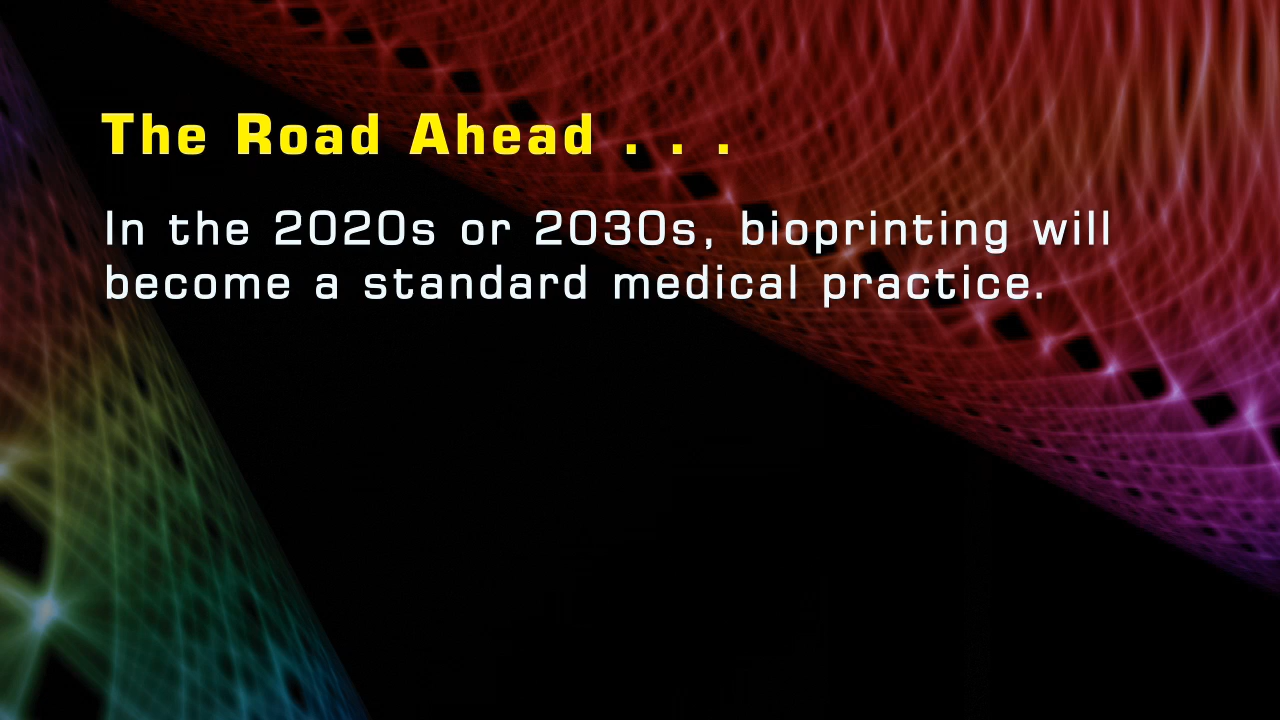 The Road Ahead . . .
In the 2020s or 2030s, bioprinting will
become a standard medical practice.